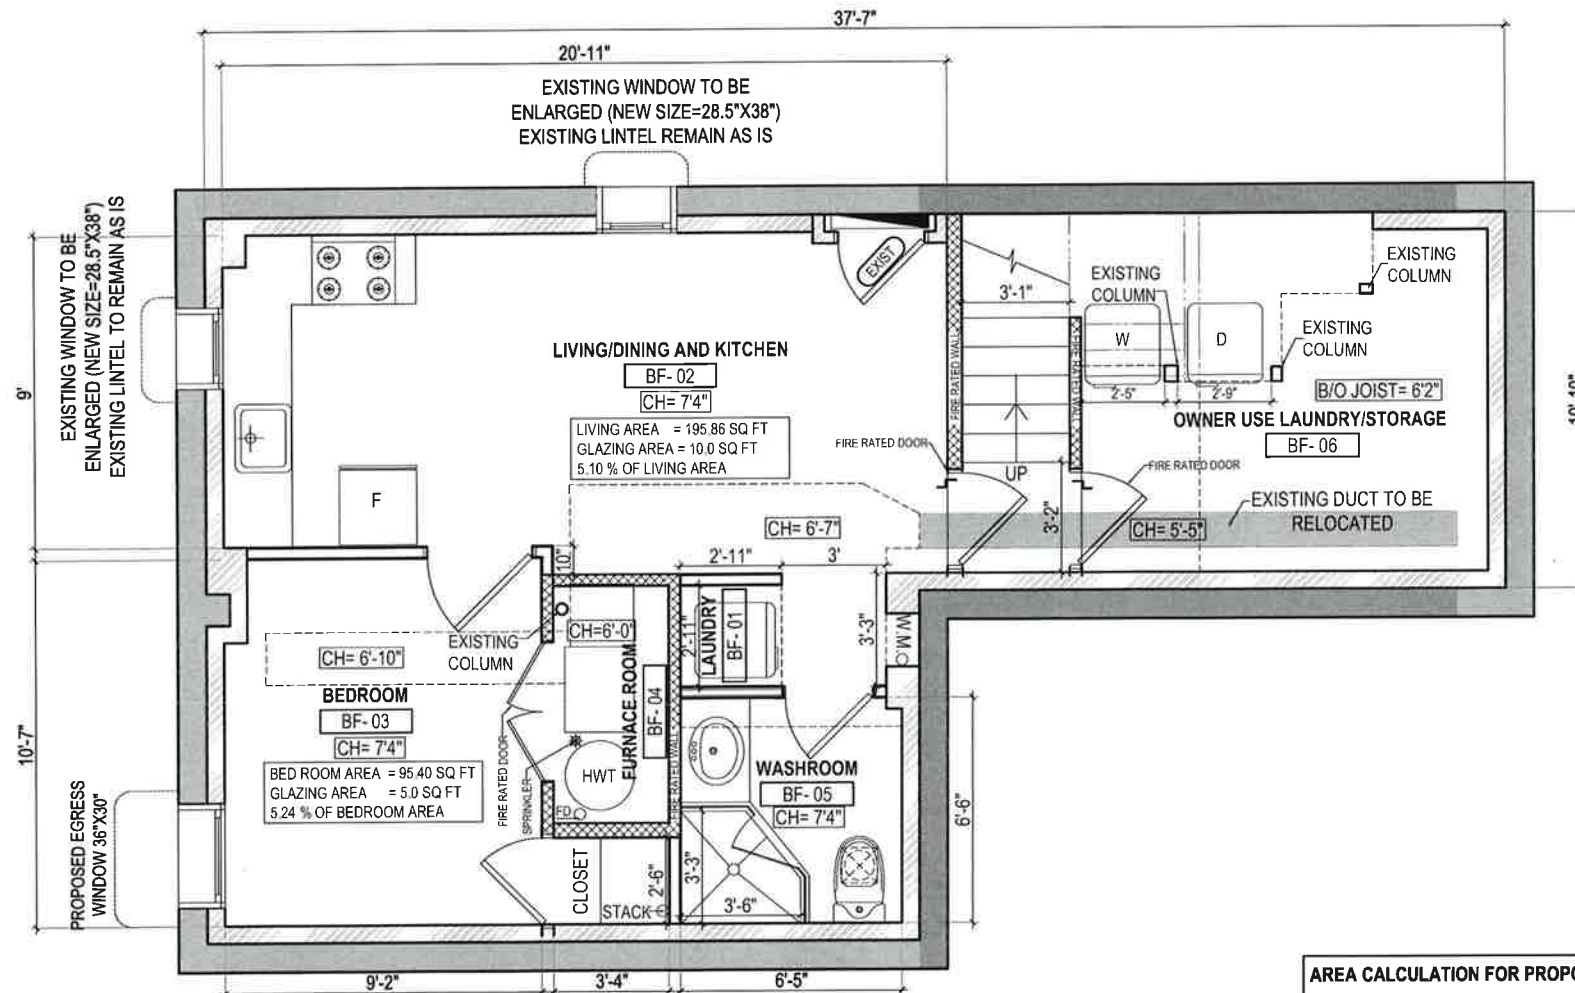 37'-7"
20'-11"
EXISTING WINDOW TO BE
ENLARGED (NEW SIZE=28.5"X38")
EXISTING LINTEL REMAIN AS IS
EXISTING WINDOW TO BE
ENLARGED (NEW SIZE=28.5"X38")
EXISTING LINTEL TO REMAIN AS IS
9'
EXIST
LIVING/DINING AND KITCHEN
BF- 02
CH= 7'4"
LIVING AREA = 195.86 SQ FT
GLAZING AREA = 10.0 SQ FT
5.10 % OF LIVING AREA
F
FIRE RATED WALL
3'-1"
UP
FIRE RATED DOOR
3'-2"
FIRE RATED WALL
EXISTING
COLUMN
W
D
2'-5"
2'-9"
EXISTING
COLUMN
EXISTING
COLUMN
B/O JOIST= 6'2"
OWNER USE LAUNDRY/STORAGE
BF- 06
FIRE RATED DOOR
EXISTING DUCT TO BE
RELOCATED
CH= 5'-5"
CH= 6'-7"
2'-11"
3'
10"
10'-7"
CH= 6'-10"
EXISTING
COLUMN
BEDROOM
BF- 03
CH= 7'4"
BED ROOM AREA = 95.40 SQ FT
GLAZING AREA = 5.0 SQ FT
5.24 % OF BEDROOM AREA
PROPOSED EGRESS
WINDOW 36"X30"
CH=6'-0"
FURNACE ROOM
BF- 04
HWT
FIRE RATED DOOR
SPRINKLER
FD
FIRE RATED WALL
2'-11"
LAUNDRY
BF- 01
3'-3"
W.M.
WASHROOM
BF- 05
CH= 7'4"
6'-6"
CLOSET
2'-6"
STACK
3'-3"
3'-6"
9'-2"
3'-4"
6'-5"